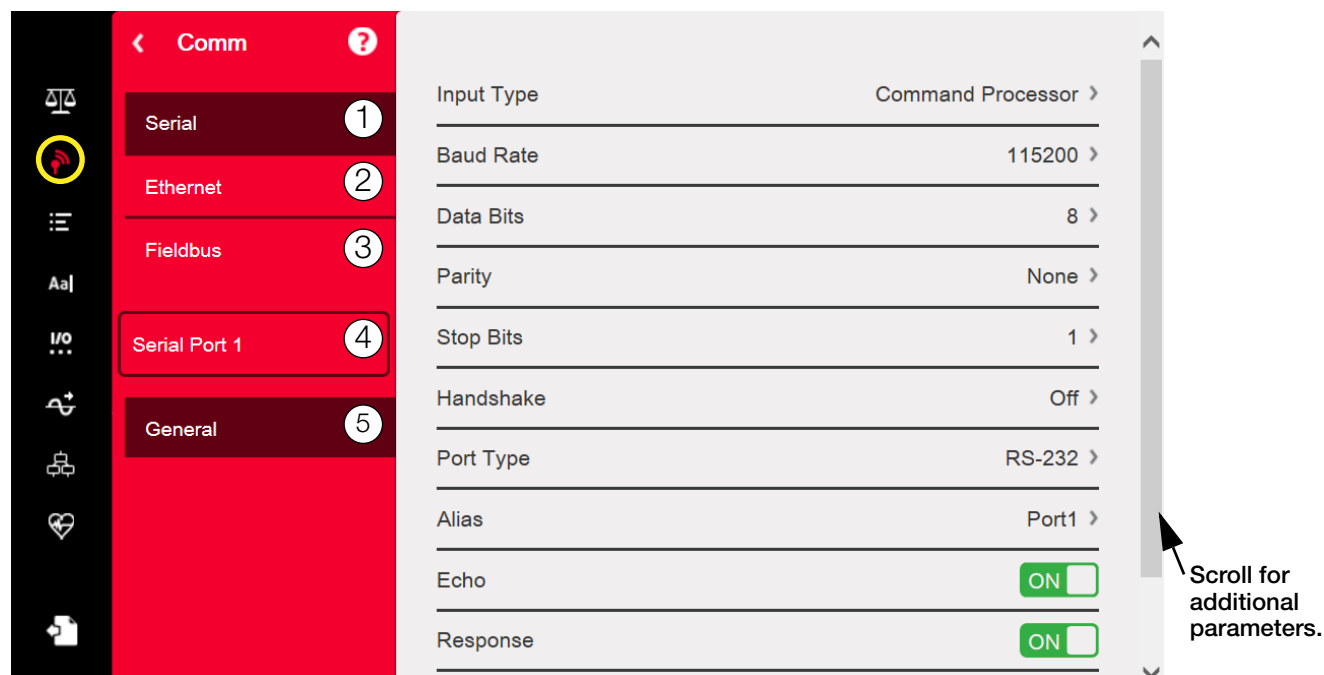 Comm ?
Serial 1
Ethernet 2
Fieldbus 3
Serial Port 1 4
General 5
Aa
I/O
Input Type Command Processor
Baud Rate 115200
Data Bits 8
Parity None
Stop Bits 1
Handshake Off
Port Type RS-232
Alias Port1
Echo ON
Response ON
Scroll for
additional
parameters.